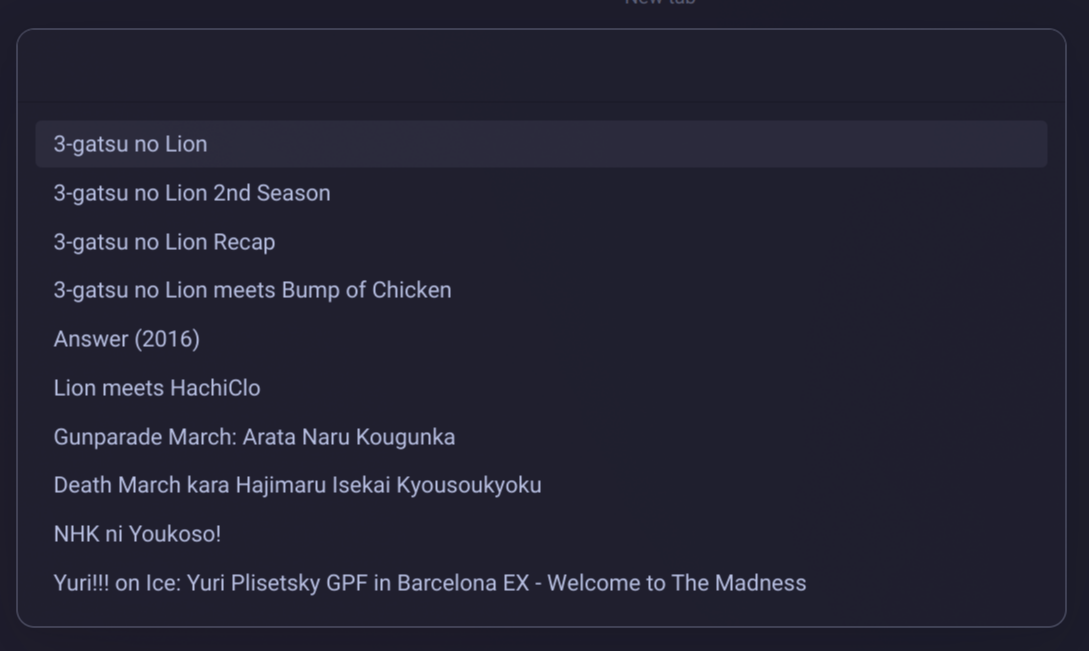 New tab
3-gatsu no Lion
3-gatsu no Lion 2nd Season
3-gatsu no Lion Recap
3-gatsu no Lion meets Bump of Chicken
Answer (2016)
Lion meets HachiClo
Gunparade March: Arata Naru Kougunka
Death March kara Hajimaru Isekai Kyousoukyoku
NHK ni Youkoso!
Yuri!!! on Ice: Yuri Plisetsky GPF in Barcelona EX - Welcome to The Madness